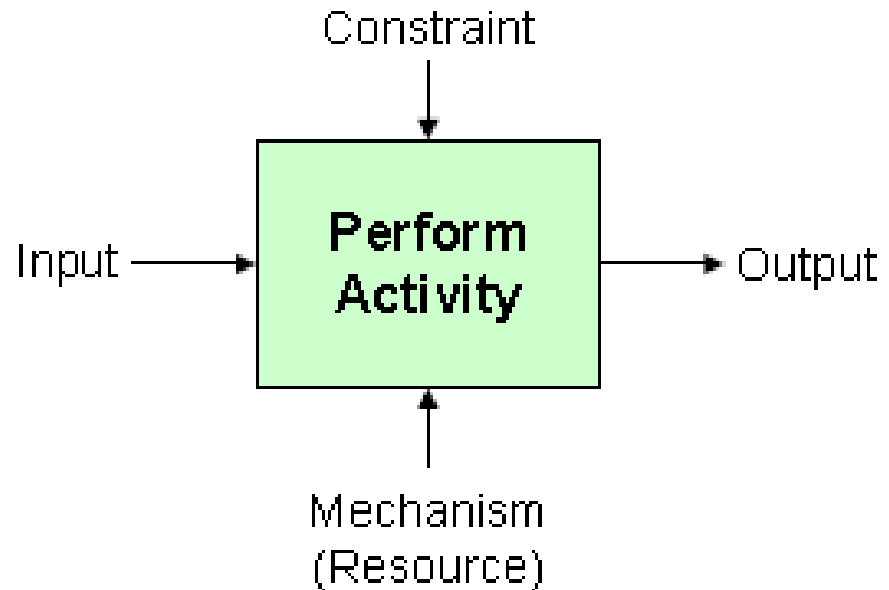 Constraint
Perform
Activity
Input
Output
Mechanism
(Resource)